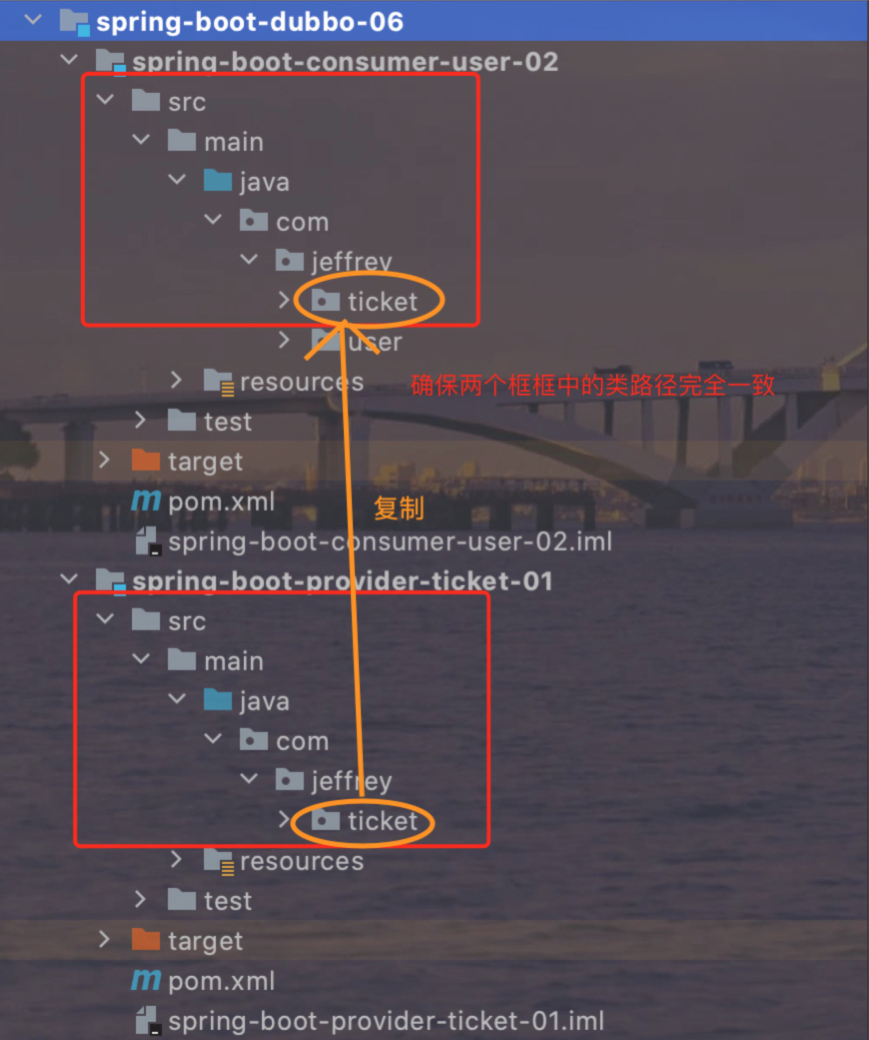 spring-boot-dubbo-06
spring-boot-consumer-user-02
src
main
java
com
jeffrey
ticket
user
resources
确保两个框框中的类路径完全一致
test
target
pom.xml
复制
spring-boot-consumer-user-02.iml
spring-boot-provider-ticket-01
src
main
java
com
jeffrey
ticket
resources
test
target
pom.xml
spring-boot-provider-ticket-01.iml